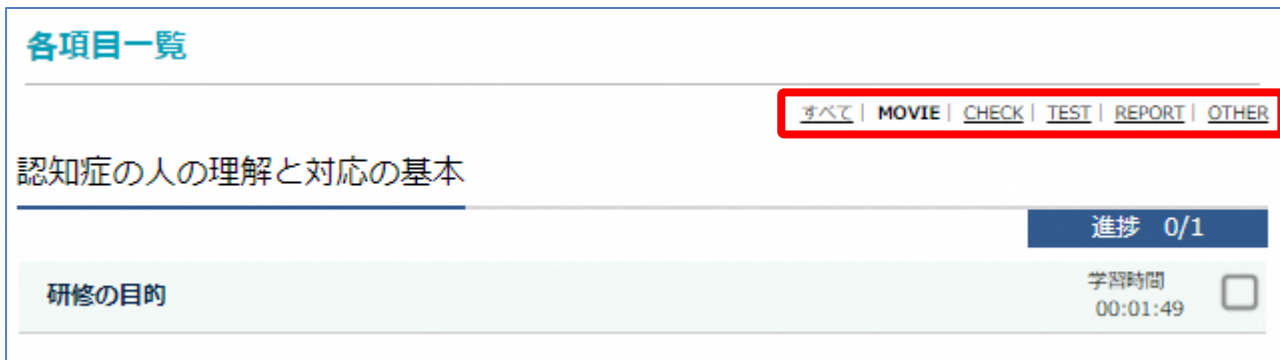 各項目一覧
すべて| MOVIE | CHECK | TEST | REPORT | OTHER
認知症の人の理解と対応の基本
進捗 0/1
研修の目的
学習時間
00:01:49